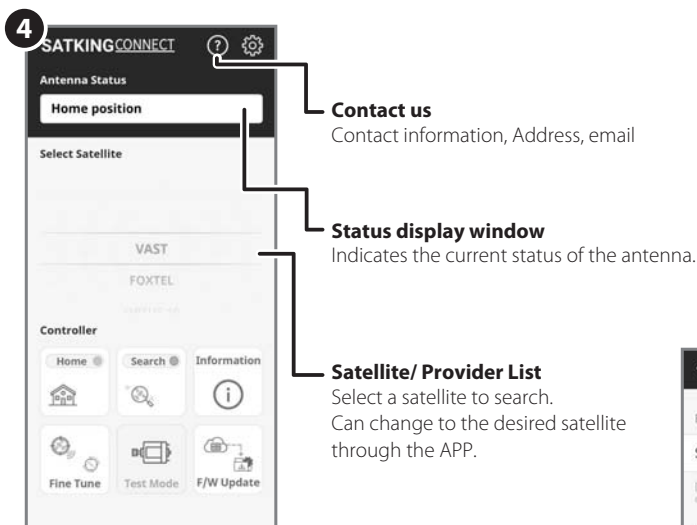 4
SATKING CONNECT
Antenna Status
Home position
Select Satellite
VAST
FOXTEL
Controller
Home
Search
Information
Fine Tune
Test Mode
F/W Update
Contact us
Contact information, Address, email
Status display window
Indicates the current status of the antenna.
Satellite/ Provider List
Select a satellite to search.
Can change to the desired satellite
through the APP.